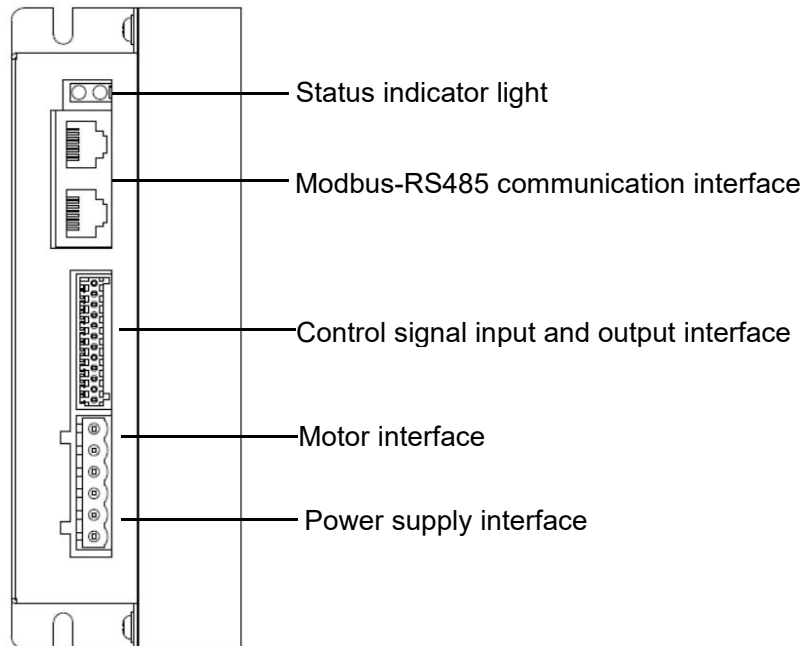 Status indicator light
Modbus-RS485 communication interface
Control signal input and output interface
Motor interface
Power supply interface